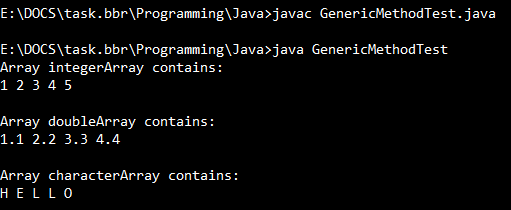 E:\DOCS\task.bbr\Programming\Java>javac GenericMethodTest.java
E:\DOCS\task.bbr\Programming\Java>java GenericMethodTest
Array integerArray contains:
1 2 3 4 5
Array doubleArray contains:
1.1 2.2 3.3 4.4
Array characterArray contains:
H E L L O